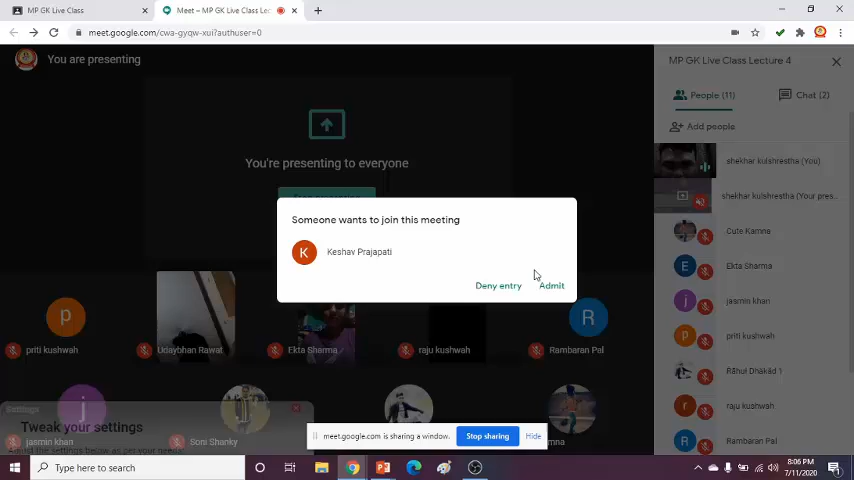 MP GK Live Class
Meet – MP GK Live Class Lec
meet.google.com/cwa-gyqw-xui?authuser=0
You are presenting
MP GK Live Class Lecture 4
People (11)
Chat (2)
Add people
You're presenting to everyone
Someone wants to join this meeting
K
Keshav Prajapati
Deny entry
Admit
shekhar kulshrestha (You)
shekhar kulshrestha (Your pres...
Cute Kamna
E
Ekta Sharma
j
jasmin khan
p
priti kushwah
Râhul Dhâkâd 1
r
raju kushwah
R
Rambaran Pal
p
priti kushwah
Udaybhan Rawat
Ekta Sharma
raju kushwah
R
Rambaran Pal
Settings
Tweak your settings
j
jasmin khan
Soni Shanky
meet.google.com is sharing a window.
Stop sharing
Hide
Type here to search
8:06 PM
7/11/2020